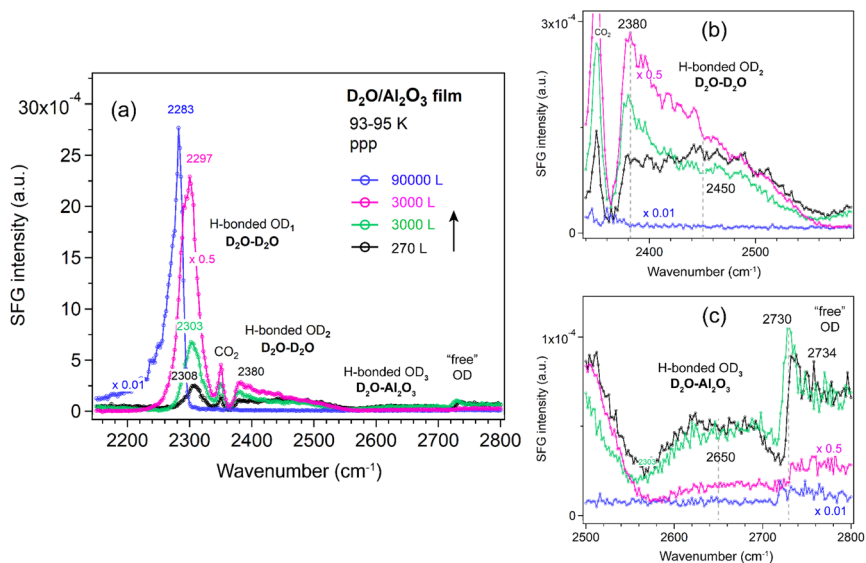 (a)
D2O/Al2O3 film
93-95 K
ppp
90000 L
3000 L
3000 L
270 L
2283
2297
H-bonded OD1
D2O-D2O
x 0.5
x 0.01
2303
2308
CO2
2380
H-bonded OD2
D2O-D2O
H-bonded OD3
D2O-Al2O3
"free"
OD
30x10-4
25
20
15
10
5
0
SFG intensity (a.u.)
2200 2300 2400 2500 2600 2700 2800
Wavenumber (cm-1)
(b)
3x10-4
0
SFG intensity (a.u.)
CO2
2380
x 0.5
H-bonded OD2
D2O-D2O
2450
x 0.01
2400 2500
Wavenumber (cm-1)
(c)
1x10-4
0
SFG intensity (a.u.)
H-bonded OD3
D2O-Al2O3
2730
"free"
OD
2734
2303
2650
x 0.5
x 0.01
2500 2550 2600 2650 2700 2750 2800
Wavenumber (cm-1)